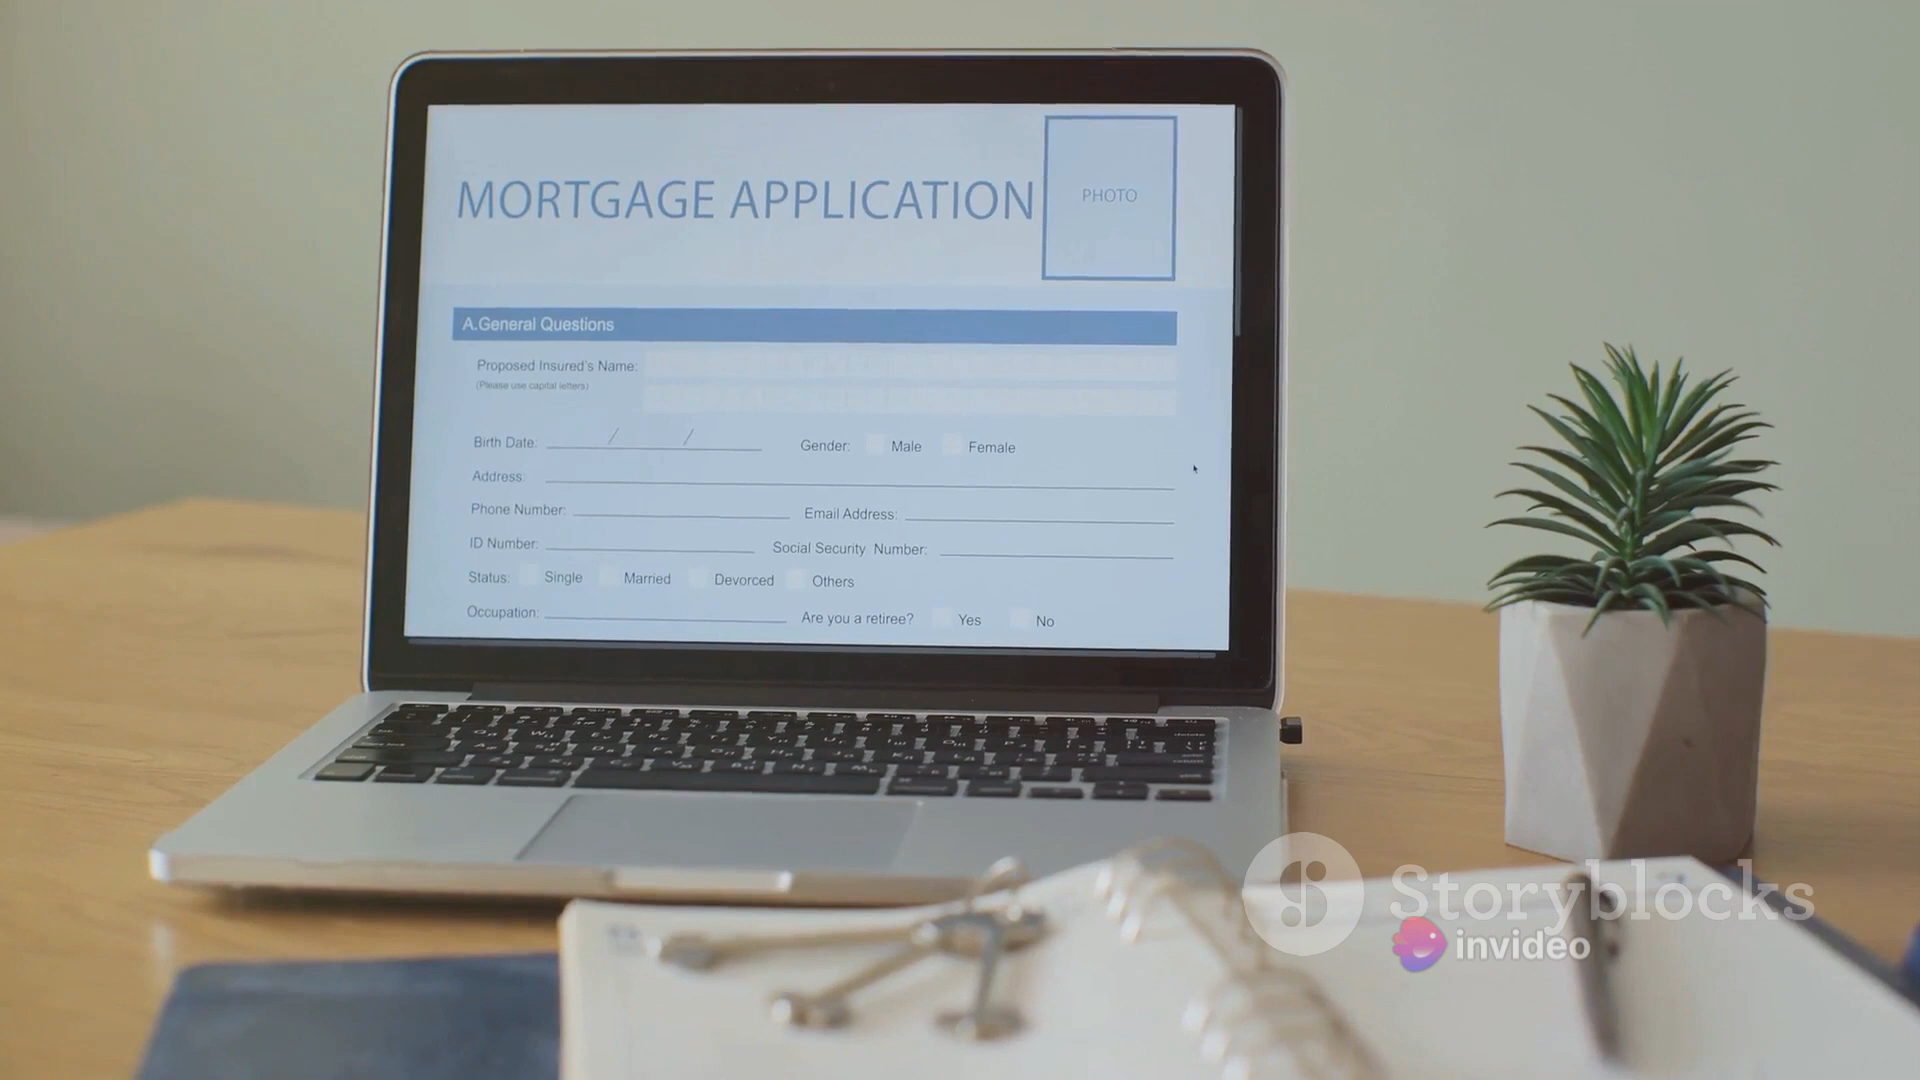 MORTGAGE APPLICATION
PHOTO
A.General Questions
Proposed Insured's Name:
(Please use capital letters)
Birth Date: / / Gender: Male Female
Address:
Phone Number: Email Address:
ID Number: Social Security Number:
Status: Single Married Devorced Others
Occupation: Are you a retiree? Yes No
Storyblocks
invideo